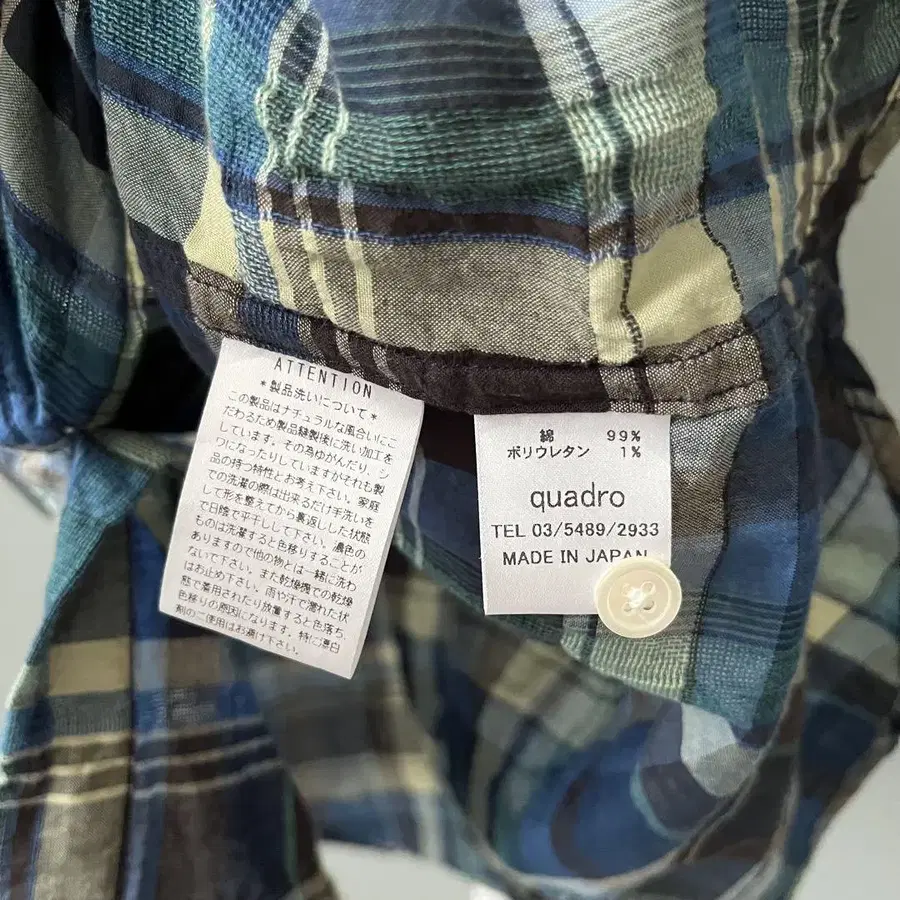 ATTENTION
*製品洗いについて*
この製品はナチュラルな風合いにこ
だわるため製品縫製後に洗い加工を
しています。その為ゆがんだり、シ
ワになったりしていますがそれも製
品の持つ特性とお考え下さい。家庭
での洗濯の際は出来るだけ手洗いを
して形を整えてから裏返した状態
で日陰で平干しして下さい。濃色の
ものは洗濯すると色移りすることが
ありますので他の物とは一緒に洗わ
ないで下さい。また乾燥機での乾燥
はお止め下さい。雨や汗で濡れた状
態で着用されたり放置すると色落ち、
色移りの原因になります。特に漂白
剤のご使用はお避け下さい。
綿 99%
ポリウレタン 1%
quadro
TEL 03/5489/2933
MADE IN JAPAN